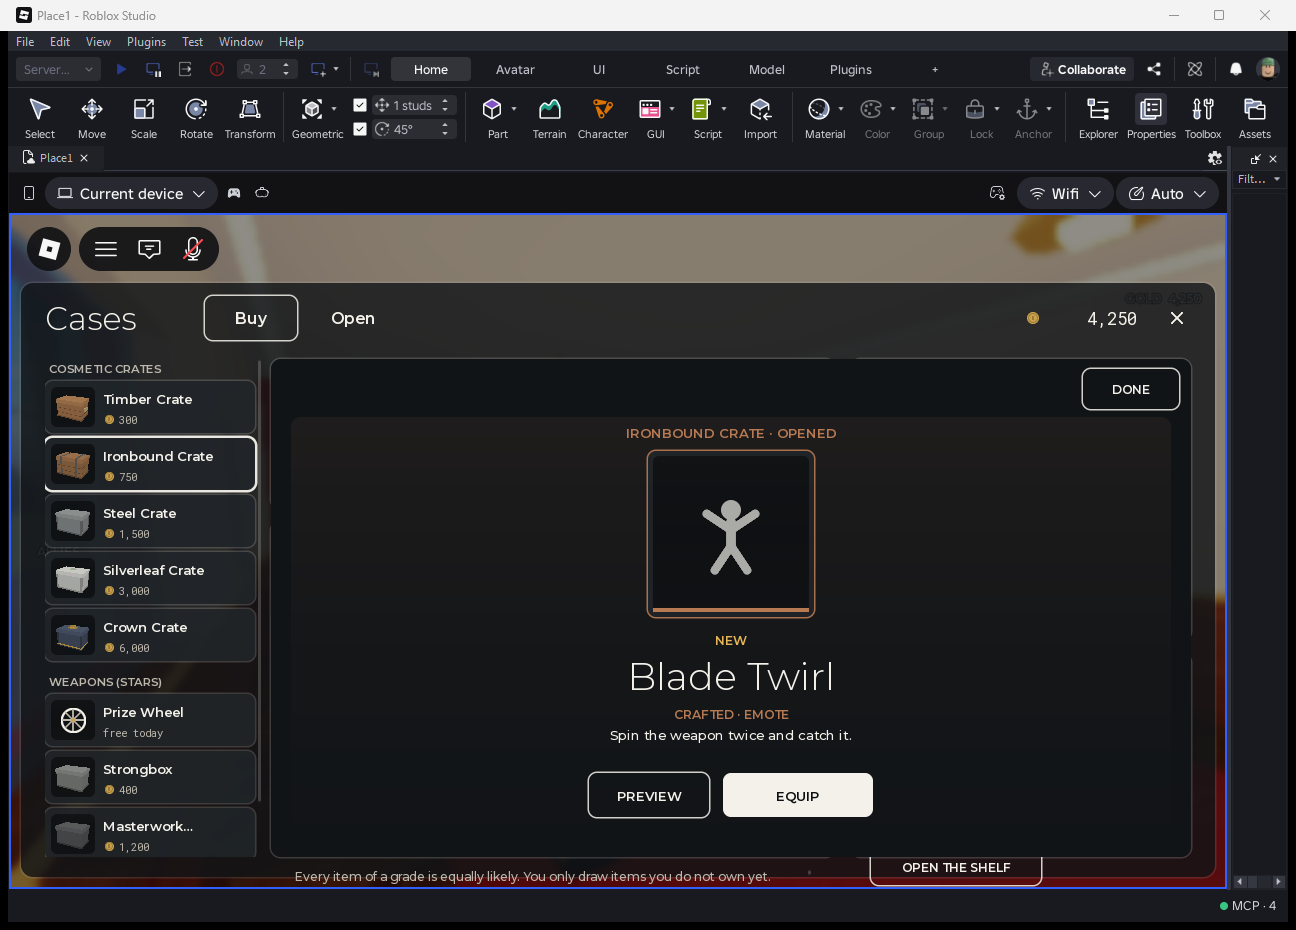 Place1 - Roblox Studio
File Edit View Plugins Test Window Help
Server... 2 Home Avatar UI Script Model Plugins + Collaborate
1 studs
45°
Select Move Scale Rotate Transform Geometric Part Terrain Character GUI Script Import Material Color Group Lock Anchor Explorer Properties Toolbox Assets
Place1
Filt...
Current device Wifi Auto
GOLD 4,250
Cases Buy Open 4,250
COSMETIC CRATES
Timber Crate
300
Ironbound Crate
750
Steel Crate
1,500
Silverleaf Crate
3,000
Crown Crate
6,000
WEAPONS (STARS)
Prize Wheel
free today
Strongbox
400
Masterwork...
1,200
DONE
IRONBOUND CRATE · OPENED
NEW
Blade Twirl
CRAFTED · EMOTE
Spin the weapon twice and catch it.
PREVIEW EQUIP
OPEN THE SHELF
Every item of a grade is equally likely. You only draw items you do not own yet.
MCP · 4